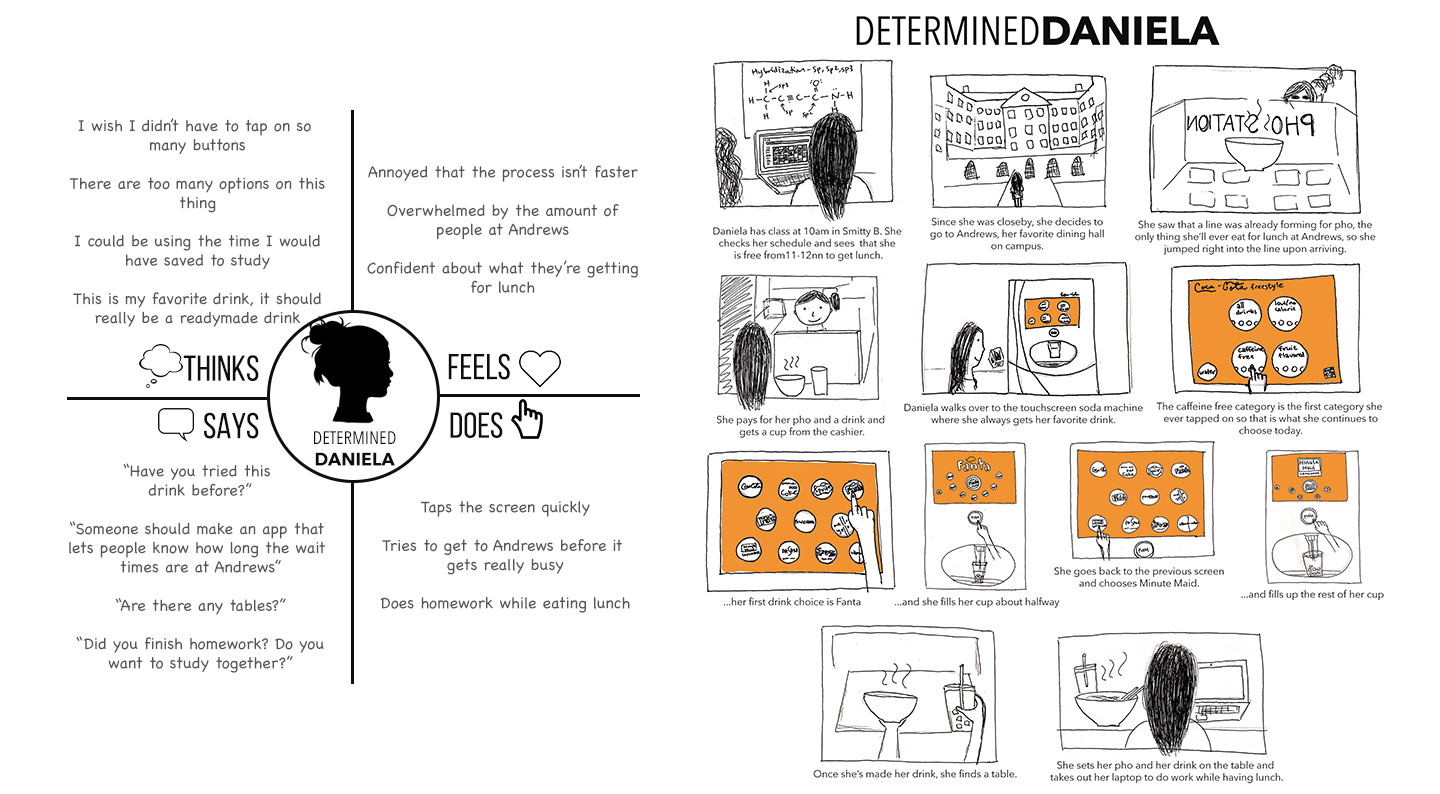 I wish I didn't have to tap on so
many buttons
There are too many options on this
thing
I could be using the time I would
have saved to study
This is my favorite drink, it should
really be a readymade drink
THINKS
Annoyed that the process isn't faster
Overwhelmed by the amount of
people at Andrews
Confident about what they're getting
for lunch
FEELS
SAYS
"Have you tried this
drink before?"
"Someone should make an app that
lets people know how long the wait
times are at Andrews"
"Are there any tables?"
"Did you finish homework? Do you
want to study together?"
DOES
Taps the screen quickly
Tries to get to Andrews before it
gets really busy
Does homework while eating lunch
DETERMINED
DANIELA
DETERMINEDDANIELA
Hybridization - sp, sp2, sp3
H
sp3
O
H-C-C≡C-C-N-H
H
sp
sp2
H
Daniela has class at 10am in Smitty B. She
checks her schedule and sees that she
is free from11-12nn to get lunch.
Since she was closeby, she decides to
go to Andrews, her favorite dining hall
on campus.
PHO STATION
She saw that a line was already forming for pho, the
only thing she'll ever eat for lunch at Andrews, so she
jumped right into the line upon arriving.
She pays for her pho and a drink and
gets a cup from the cashier.
Daniela walks over to the touchscreen soda machine
where she always gets her favorite drink.
Coca-Cola freestyle
all
drinks
low/no
calorie
caffeine
free
fruit
flavored
water
The caffeine free category is the first category she
ever tapped on so that is what she continues to
choose today.
Coke
...her first drink choice is Fanta
Fanta
...and she fills her cup about halfway
Coke
She goes back to the previous screen
and chooses Minute Maid.
Minute
Maid
...and fills up the rest of her cup
Once she's made her drink, she finds a table.
She sets her pho and her drink on the table and
takes out her laptop to do work while having lunch.